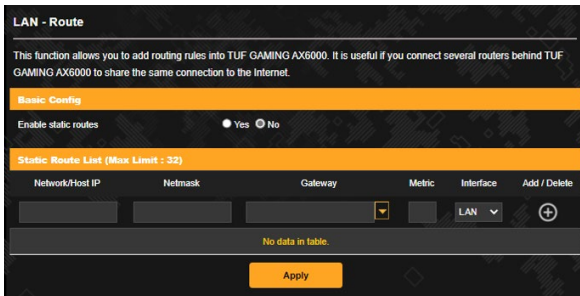 LAN - Route
This function allows you to add routing rules into TUF GAMING AX6000. It is useful if you connect several routers behind TUF
GAMING AX6000 to share the same connection to the Internet.
Basic Config
Enable static routes Yes No
Static Route List (Max Limit : 32)
Network/Host IP Netmask Gateway Metric Interface Add / Delete
LAN
No data in table.
Apply